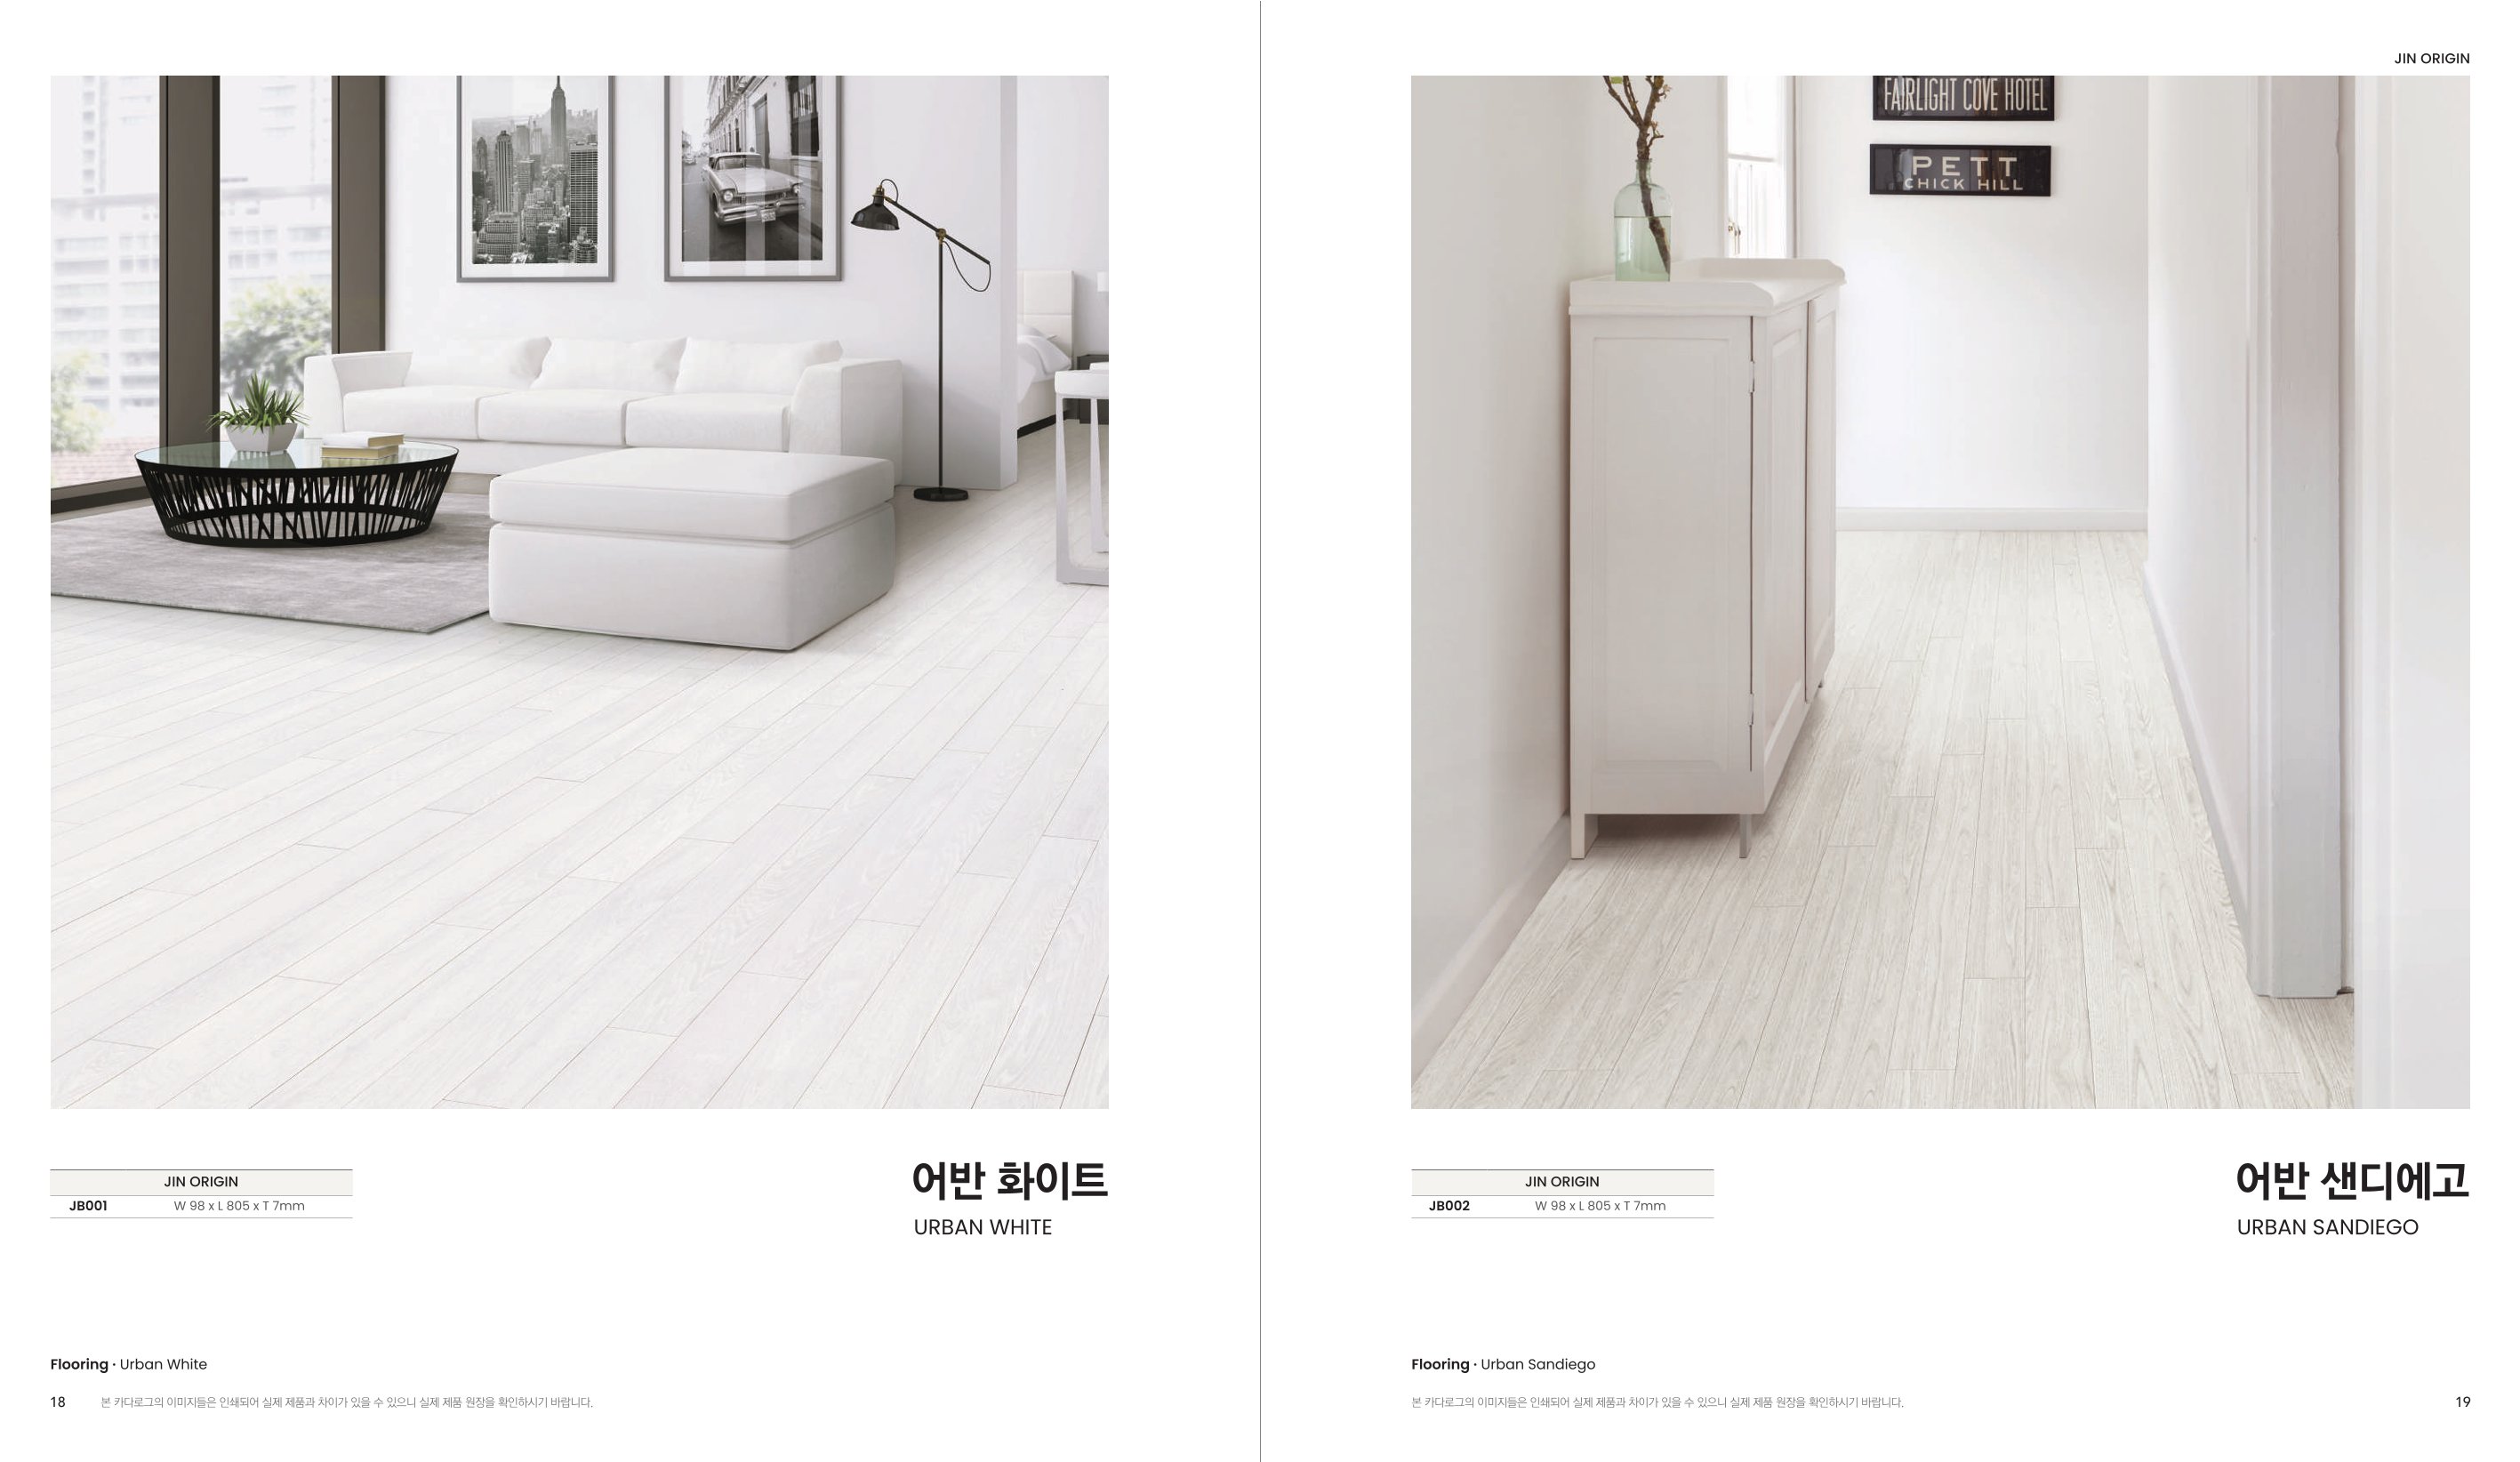 FAIRLIGHT COVE HOTEL
PETT
CHICK HILL
JIN ORIGIN
JB001 W 98 x L 805 x T 7mm
어반 화이트
URBAN WHITE
Flooring · Urban White
18 본 카다로그의 이미지들은 인쇄되어 실제 제품과 차이가 있을 수 있으니 실제 제품 원장을 확인하시기 바랍니다.
JIN ORIGIN
JIN ORIGIN
JB002 W 98 x L 805 x T 7mm
어반 샌디에고
URBAN SANDIEGO
Flooring · Urban Sandiego
본 카다로그의 이미지들은 인쇄되어 실제 제품과 차이가 있을 수 있으니 실제 제품 원장을 확인하시기 바랍니다. 19